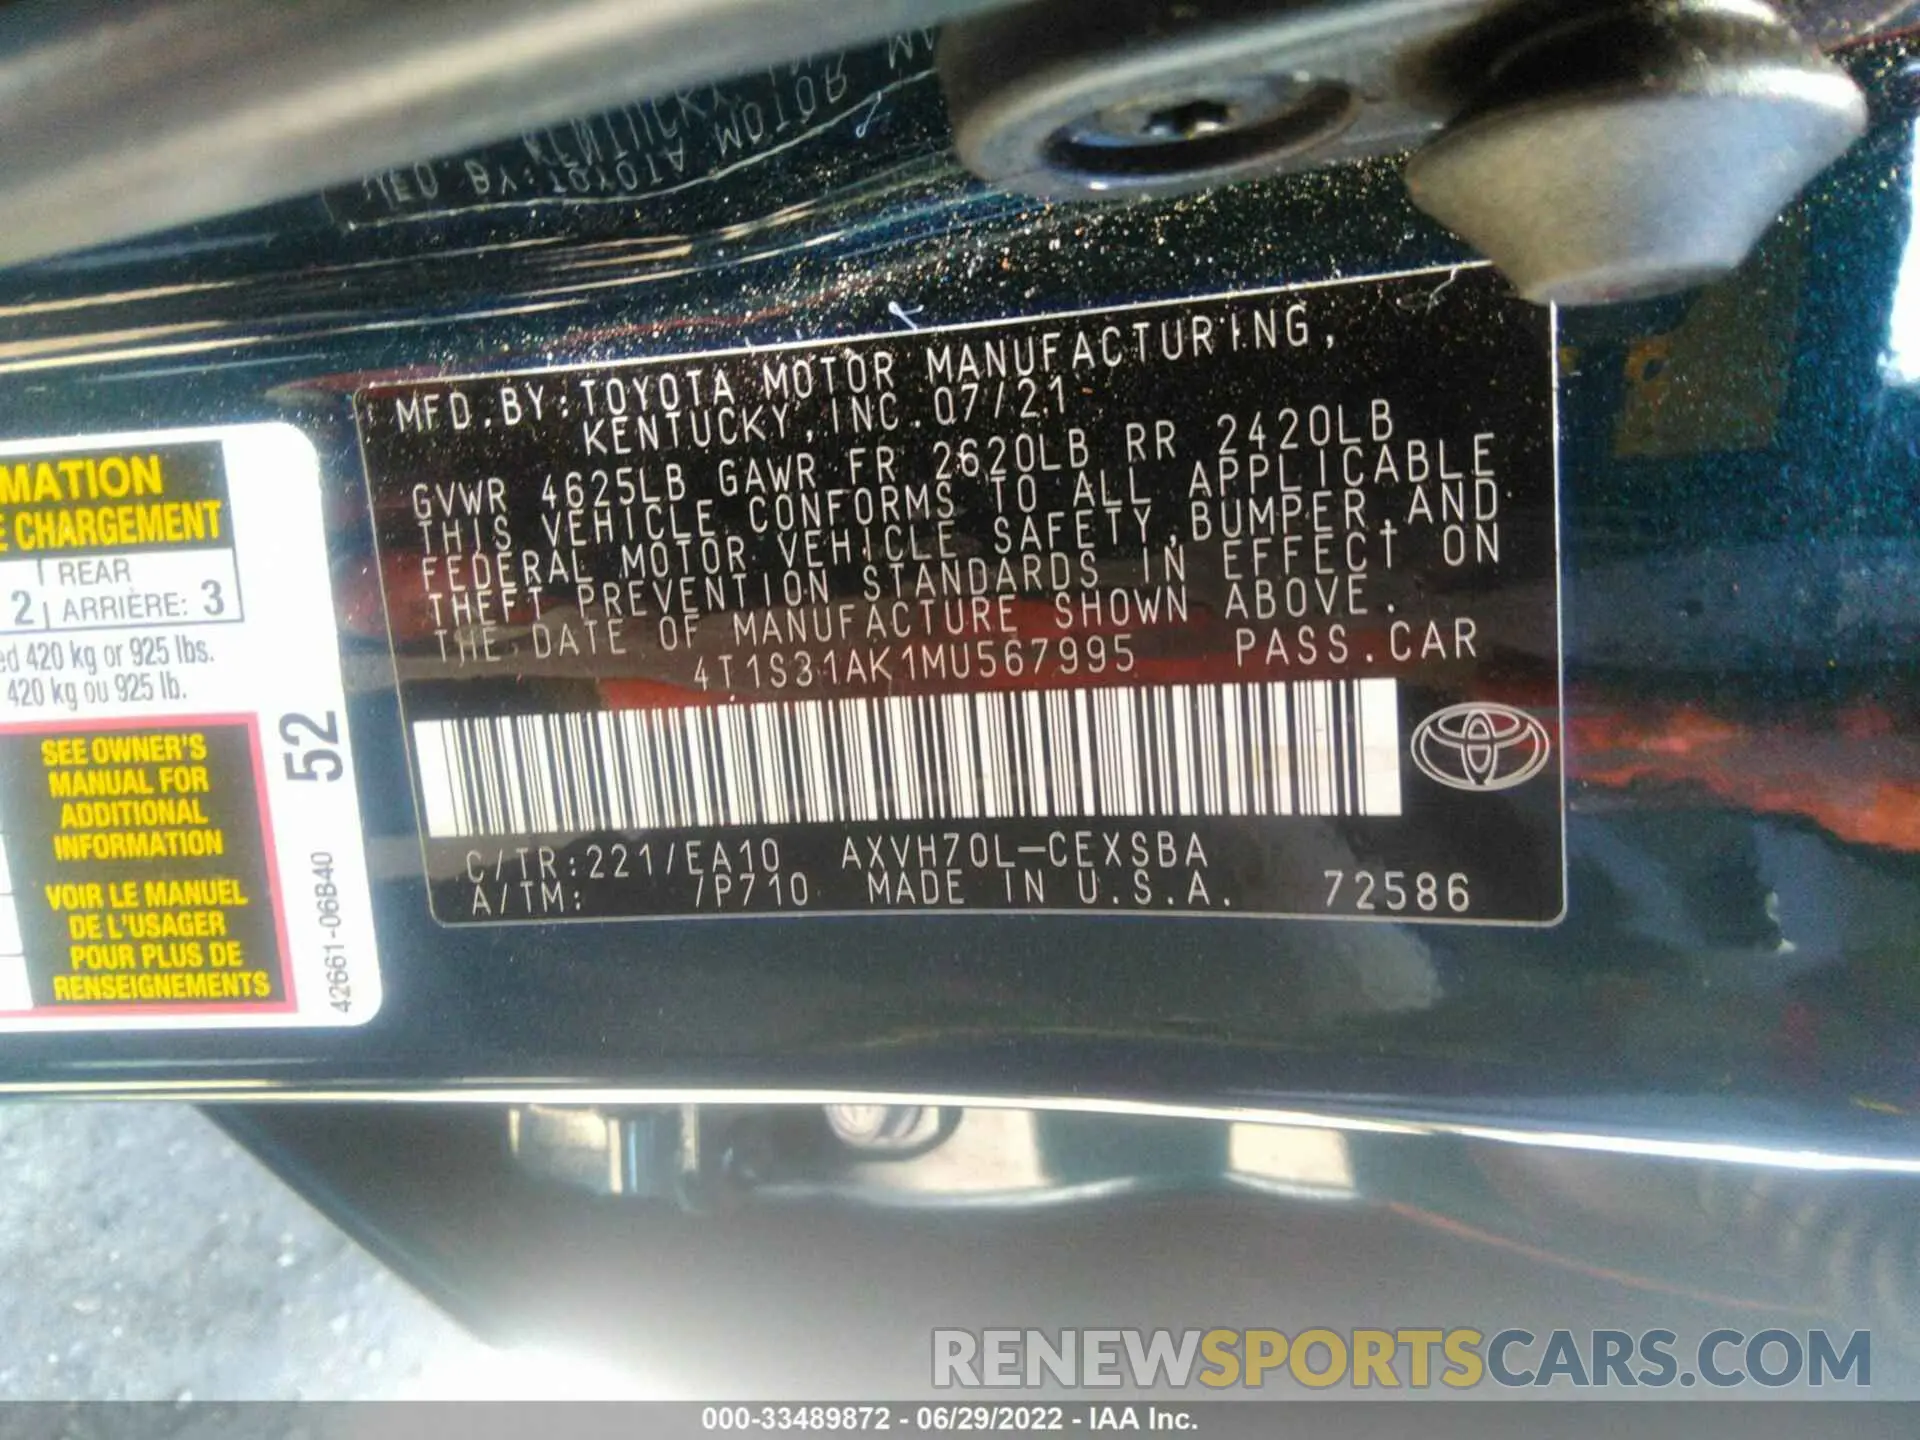 MFD.BY:TOYOTA MOTOR MANUFACTURING,
KENTUCKY, INC. 07/21
GVWR 4625LB GAWR FR 2620LB RR 2420LB
THIS VEHICLE CONFORMS TO ALL APPLICABLE
FEDERAL MOTOR VEHICLE SAFETY, BUMPER, AND
THEFT PREVENTION STANDARDS IN EFFECT ON
THE DATE OF MANUFACTURE SHOWN ABOVE.
4T1S31AK1MU567995 PASS.CAR
C/TR:221/EA10 AXVH70L-CEXSBA
A/TM: /P710 MADE IN U.S.A. 72586
MATION
E CHARGEMENT
2 REAR
ARRIÈRE: 3
ed 420 kg or 925 lbs.
420 kg ou 925 lb.
SEE OWNER'S
MANUAL FOR
ADDITIONAL
INFORMATION
VOIR LE MANUEL
DE L'USAGER
POUR PLUS DE
RENSEIGNEMENTS
52
42661-06B40
RENEWSPORTSCARS.COM
000-33489872 - 06/29/2022 - IAA Inc.